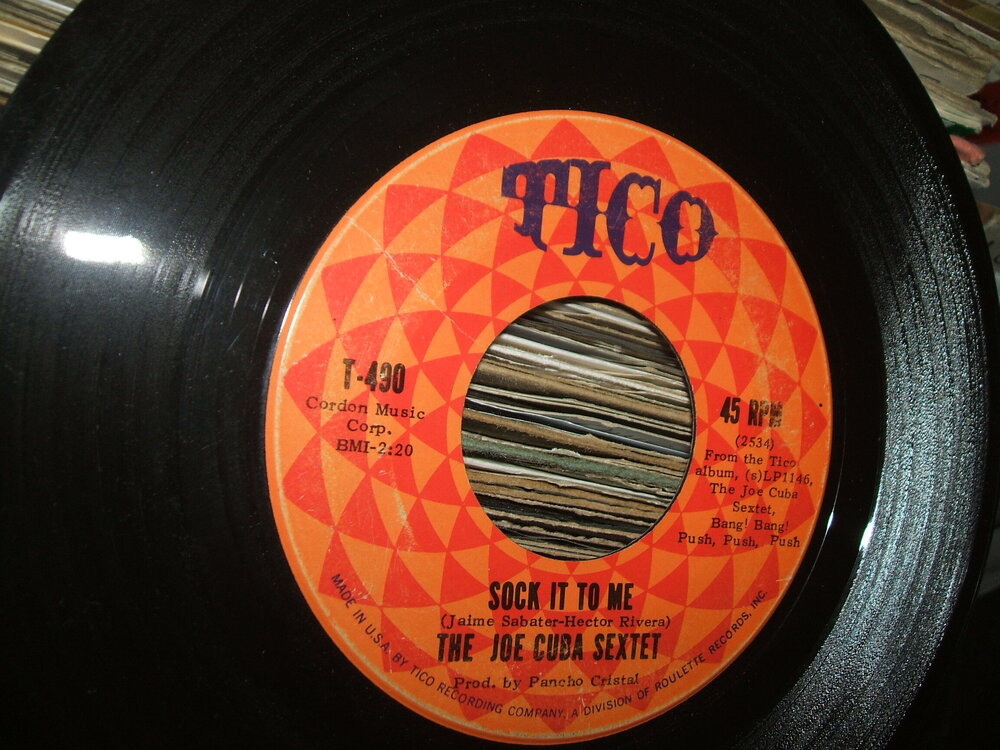 TICO
T-490
Cordon Music
Corp.
BMI-2:20
45 RPM
(2534)
From the Tico
album, (s)LP1146,
The Joe Cuba
Sextet,
Bang! Bang!
Push, Push, Push
SOCK IT TO ME
(Jaime Sabater-Hector Rivera)
THE JOE CUBA SEXTET
Prod. by Pancho Cristal
MADE IN U.S.A. BY TICO RECORDING COMPANY, A DIVISION OF ROULETTE RECORDS, INC.